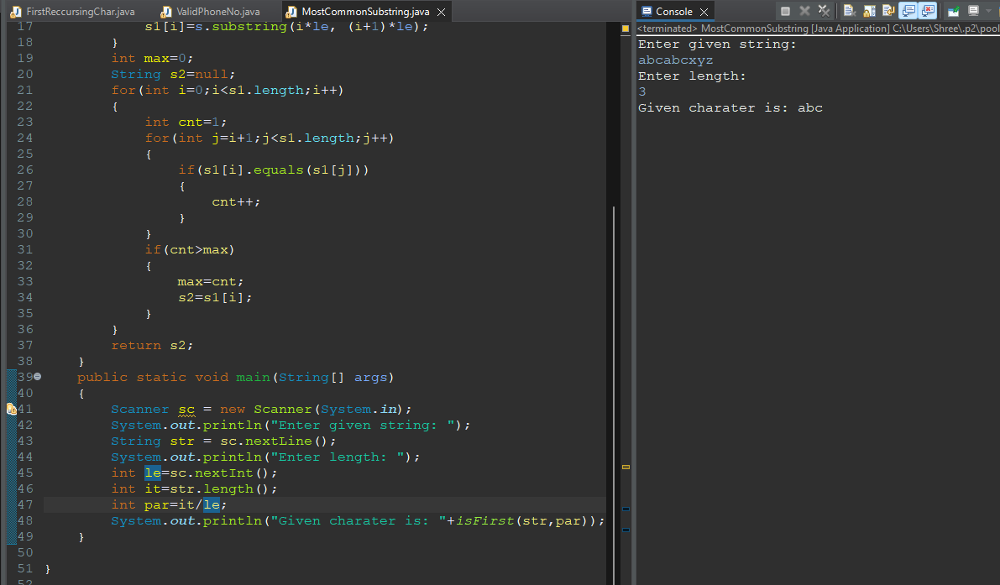 FirstReccursingChar.java ValidPhoneNo.java MostCommonSubstring.java
17 s1[i]=s.substring(i*le, (i+1)*le);
18 }
19 int max=0;
20 String s2=null;
21 for(int i=0;i<s1.length;i++)
22 {
23 int cnt=1;
24 for(int j=i+1;j<s1.length;j++)
25 {
26 if(s1[i].equals(s1[j]))
27 {
28 cnt++;
29 }
30 }
31 if(cnt>max)
32 {
33 max=cnt;
34 s2=s1[i];
35 }
36 }
37 return s2;
38 }
39 public static void main(String[] args)
40 {
41 Scanner sc = new Scanner(System.in);
42 System.out.println("Enter given string: ");
43 String str = sc.nextLine();
44 System.out.println("Enter length: ");
45 int le=sc.nextInt();
46 int it=str.length();
47 int par=it/le;
48 System.out.println("Given charater is: "+isFirst(str,par));
49 }
50
51 }
52
Console
<terminated> MostCommonSubstring [Java Application] C:\Users\Shree\.p2\pool
Enter given string:
abcabcxyz
Enter length:
3
Given charater is: abc